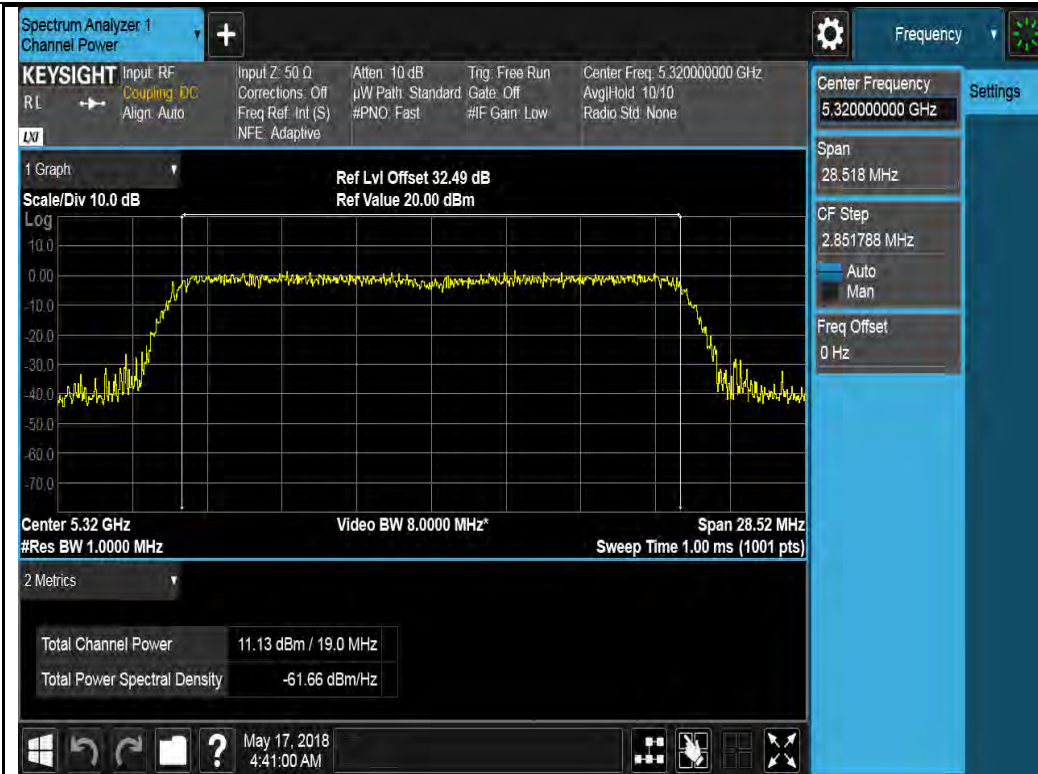 Spectrum Analyzer 1
Channel Power
+
Frequency
KEYSIGHT
RL
LXI
Input: RF
Coupling: DC
Align: Auto
Input Z: 50 Ω
Corrections: Off
Freq Ref: Int (S)
NFE: Adaptive
Atten: 10 dB
µW Path: Standard
#PNO: Fast
Trig: Free Run
Gate: Off
#IF Gain: Low
Center Freq: 5.320000000 GHz
Avg|Hold: 10/10
Radio Std: None
Center Frequency
5.320000000 GHz
Settings
Span
28.518 MHz
CF Step
2.851788 MHz
Auto
Man
Freq Offset
0 Hz
1 Graph
Ref Lvl Offset 32.49 dB
Scale/Div 10.0 dB
Ref Value 20.00 dBm
Log
10.0
0.00
-10.0
-20.0
-30.0
-40.0
-50.0
-60.0
-70.0
Center 5.32 GHz
Video BW 8.0000 MHz*
Span 28.52 MHz
#Res BW 1.0000 MHz
Sweep Time 1.00 ms (1001 pts)
2 Metrics
Total Channel Power 11.13 dBm / 19.0 MHz
Total Power Spectral Density -61.66 dBm/Hz
?
May 17, 2018
4:41:00 AM